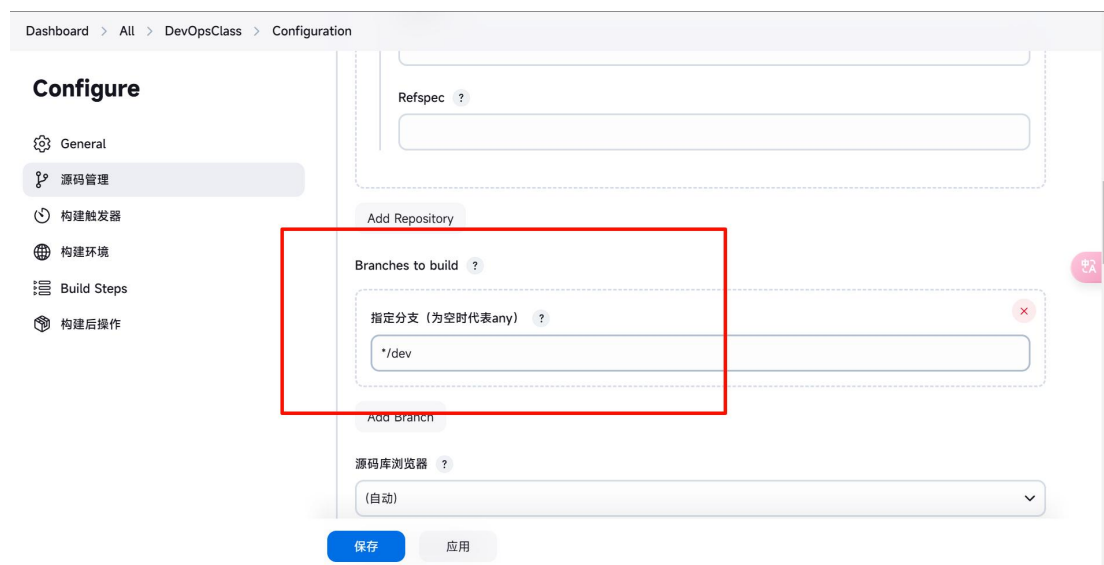 Dashboard > All > DevOpsClass > Configuration
Configure
General
源码管理
构建触发器
构建环境
Build Steps
构建后操作
Refspec ?
Add Repository
Branches to build ?
指定分支（为空时代表any） ?
*/dev
Add Branch
源码库浏览器 ?
(自动)
保存
应用
中A